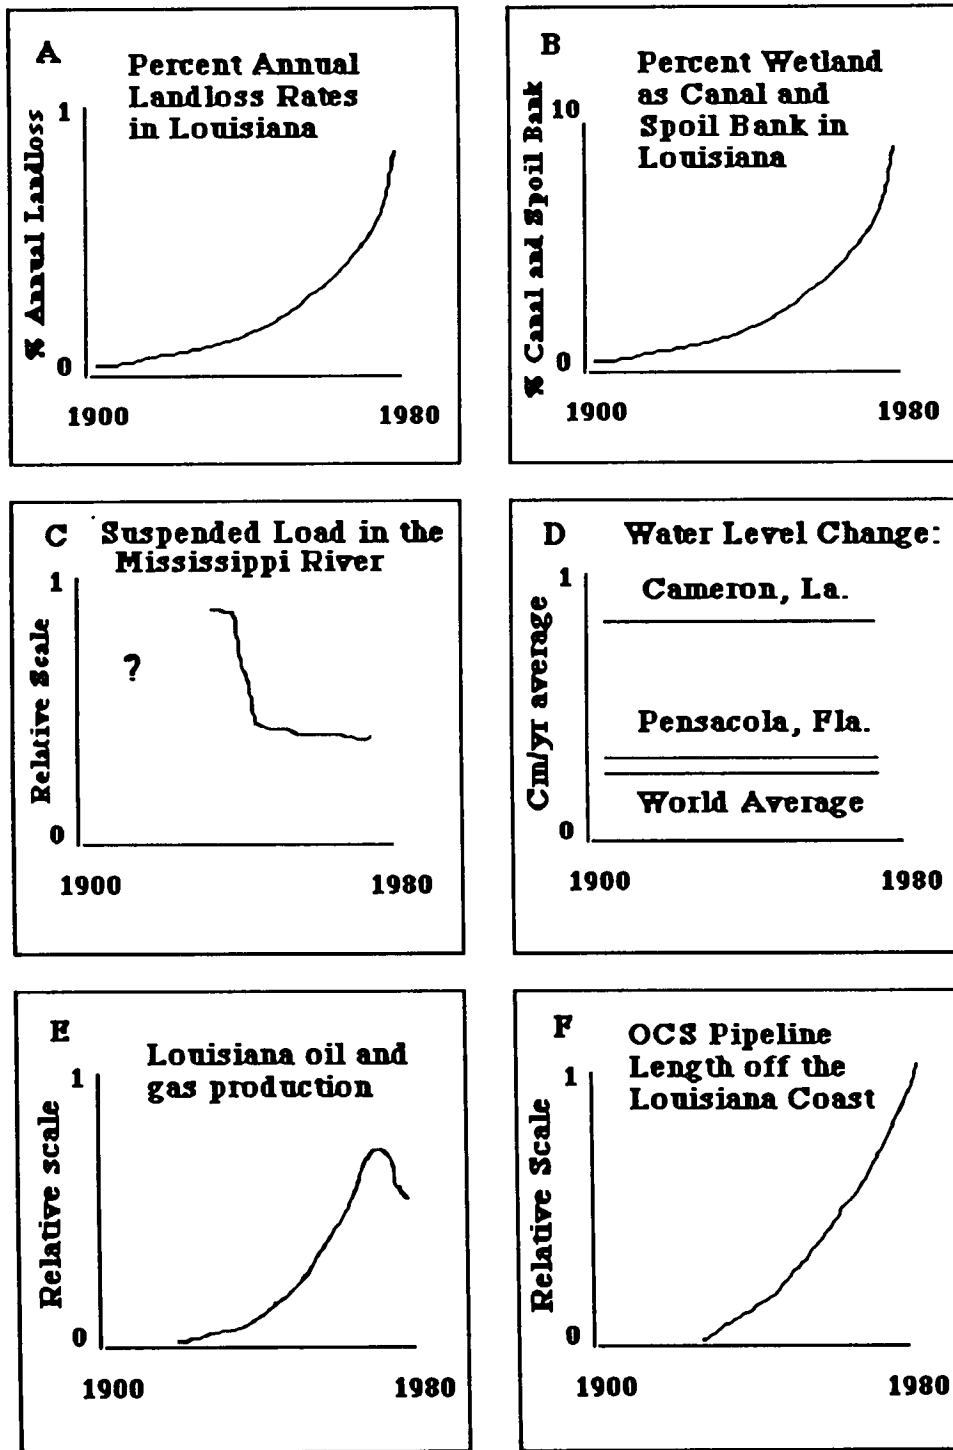 A
Percent Annual
Landloss Rates
in Louisiana
% Annual Landloss
1
0
1900
1980
B
Percent Wetland
as Canal and
Spoil Bank in
Louisiana
% Canal and Spoil Bank
10
0
1900
1980
C
Suspended Load in the
Mississippi River
Relative Scale
1
?
0
1900
1980
D
Water Level Change:
Cm/yr average
1
Cameron, La.
Pensacola, Fla.
World Average
0
1900
1980
E
Louisiana oil and
gas production
Relative scale
1
0
1900
1980
F
OCS Pipeline
Length off the
Louisiana Coast
Relative Scale
1
0
1900
1980